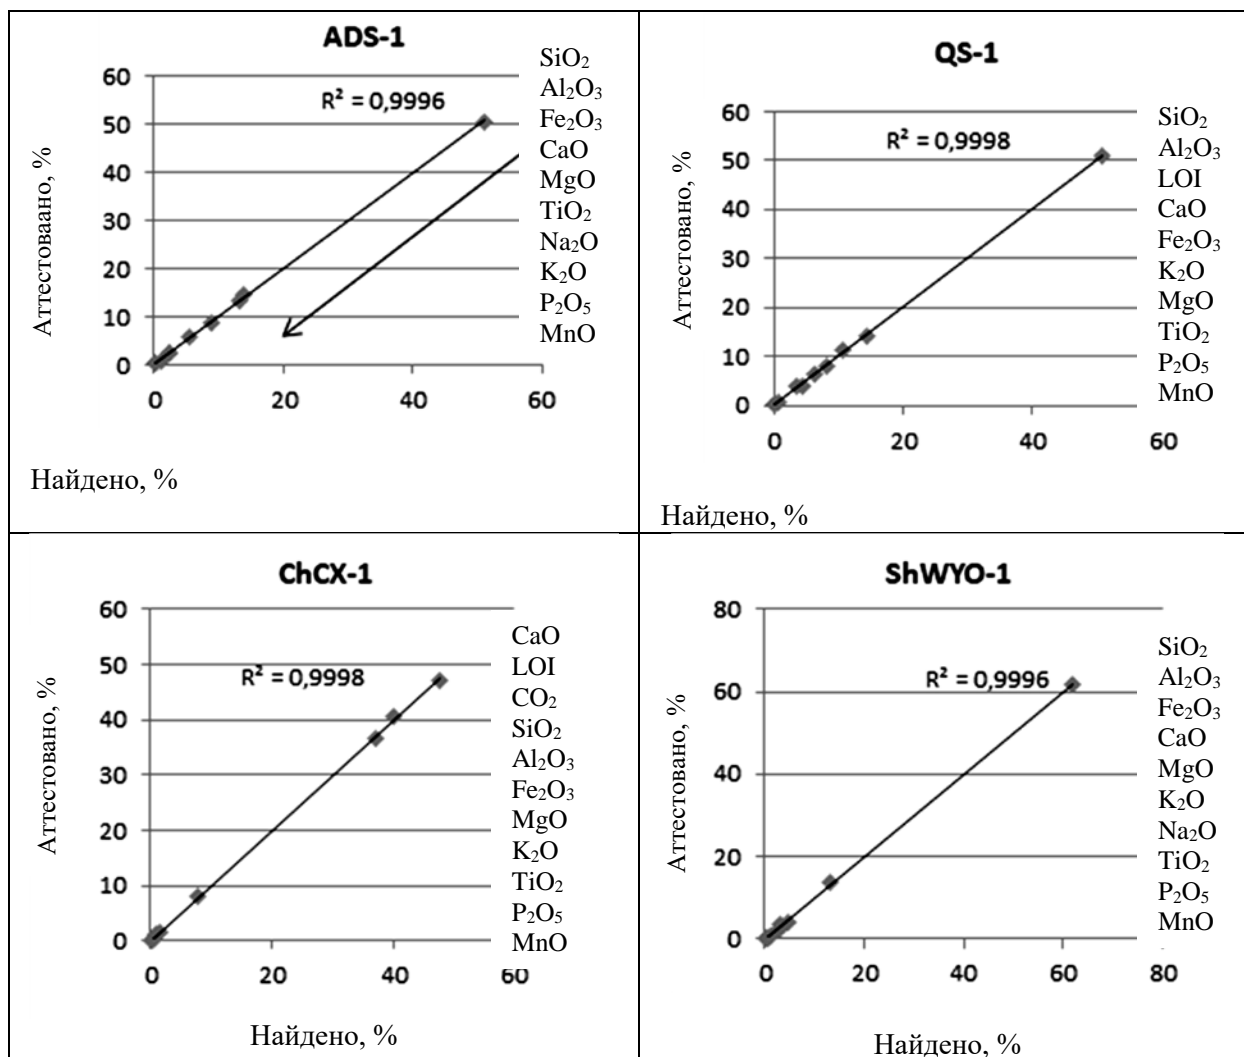 ADS-1
R² = 0,9996
Аттестоваано, %
60
50
40
30
20
10
0
0 20 40 60
Найдено, %
SiO₂
Al₂O₃
Fe₂O₃
CaO
MgO
TiO₂
Na₂O
K₂O
P₂O₅
MnO
QS-1
R² = 0,9998
Аттестовано, %
60
50
40
30
20
10
0
0 20 40 60
Найдено, %
SiO₂
Al₂O₃
LOI
CaO
Fe₂O₃
K₂O
MgO
TiO₂
P₂O₅
MnO
ChCX-1
R² = 0,9998
Аттестовано, %
60
50
40
30
20
10
0
0 20 40 60
Найдено, %
CaO
LOI
CO₂
SiO₂
Al₂O₃
Fe₂O₃
MgO
K₂O
TiO₂
P₂O₅
MnO
ShWYO-1
R² = 0,9996
Аттестовано, %
80
60
40
20
0
0 20 40 60 80
Найдено, %
SiO₂
Al₂O₃
Fe₂O₃
CaO
MgO
K₂O
Na₂O
TiO₂
P₂O₅
MnO